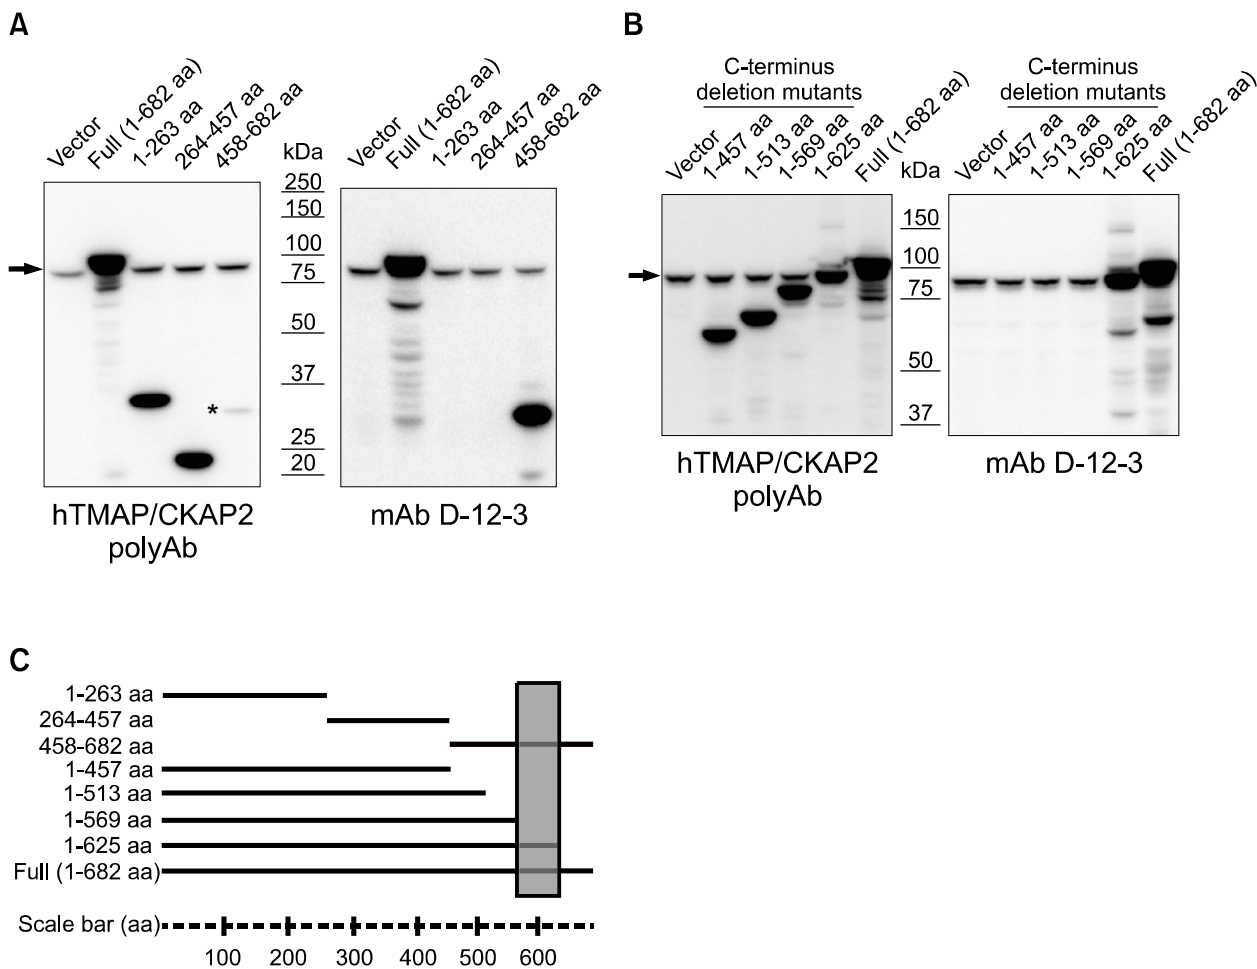 A
Vector
Full (1-682 aa)
1-263 aa
264-457 aa
458-682 aa
kDa
250
150
100
75
50
37
25
20
Vector
Full (1-682 aa)
1-263 aa
264-457 aa
458-682 aa
*
hTMAP/CKAP2
polyAb
mAb D-12-3
B
C-terminus
deletion mutants
Vector
1-457 aa
1-513 aa
1-569 aa
1-625 aa
Full (1-682 aa)
kDa
150
100
75
50
37
C-terminus
deletion mutants
Vector
1-457 aa
1-513 aa
1-569 aa
1-625 aa
Full (1-682 aa)
hTMAP/CKAP2
polyAb
mAb D-12-3
C
1-263 aa
264-457 aa
458-682 aa
1-457 aa
1-513 aa
1-569 aa
1-625 aa
Full (1-682 aa)
Scale bar (aa)
100 200 300 400 500 600